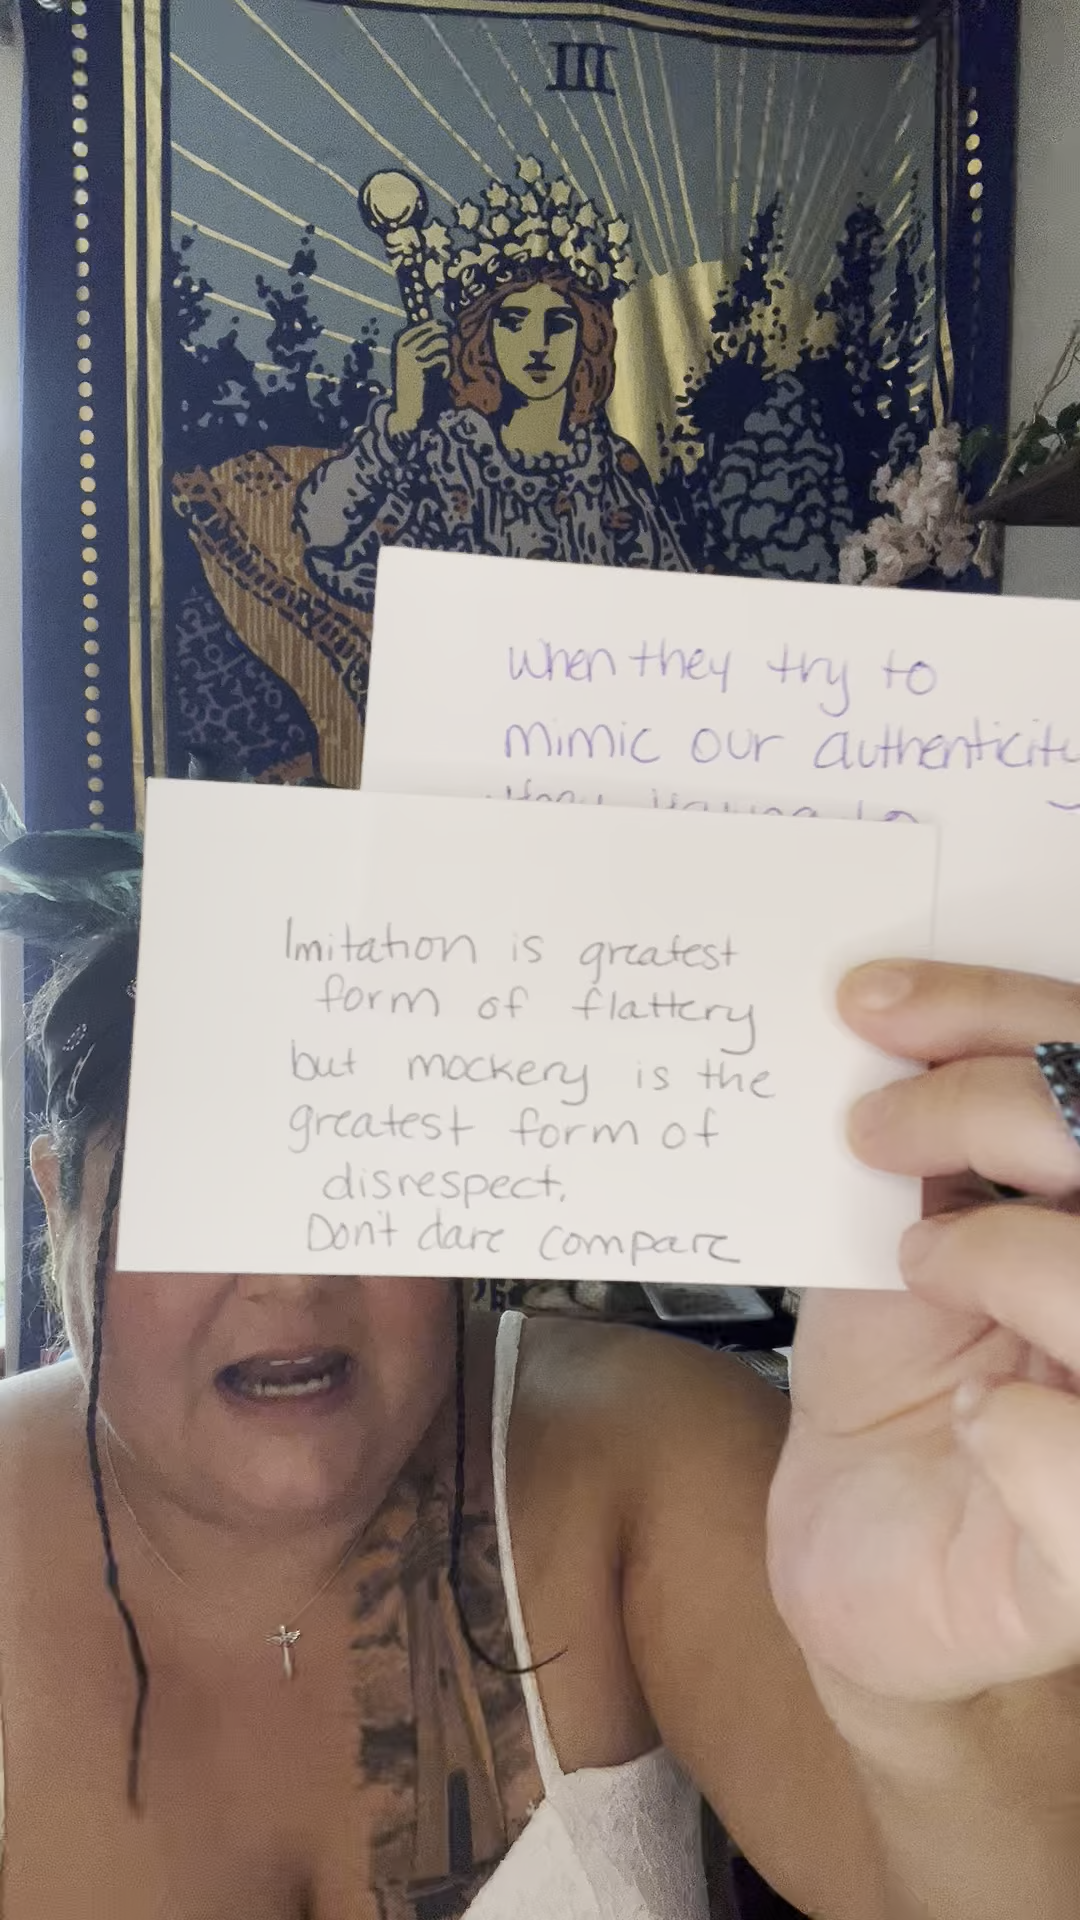 III
when they try to
mimic our authenticity
Imitation is greatest
form of flattery
but mockery is the
greatest form of
disrespect.
Don't dare compare